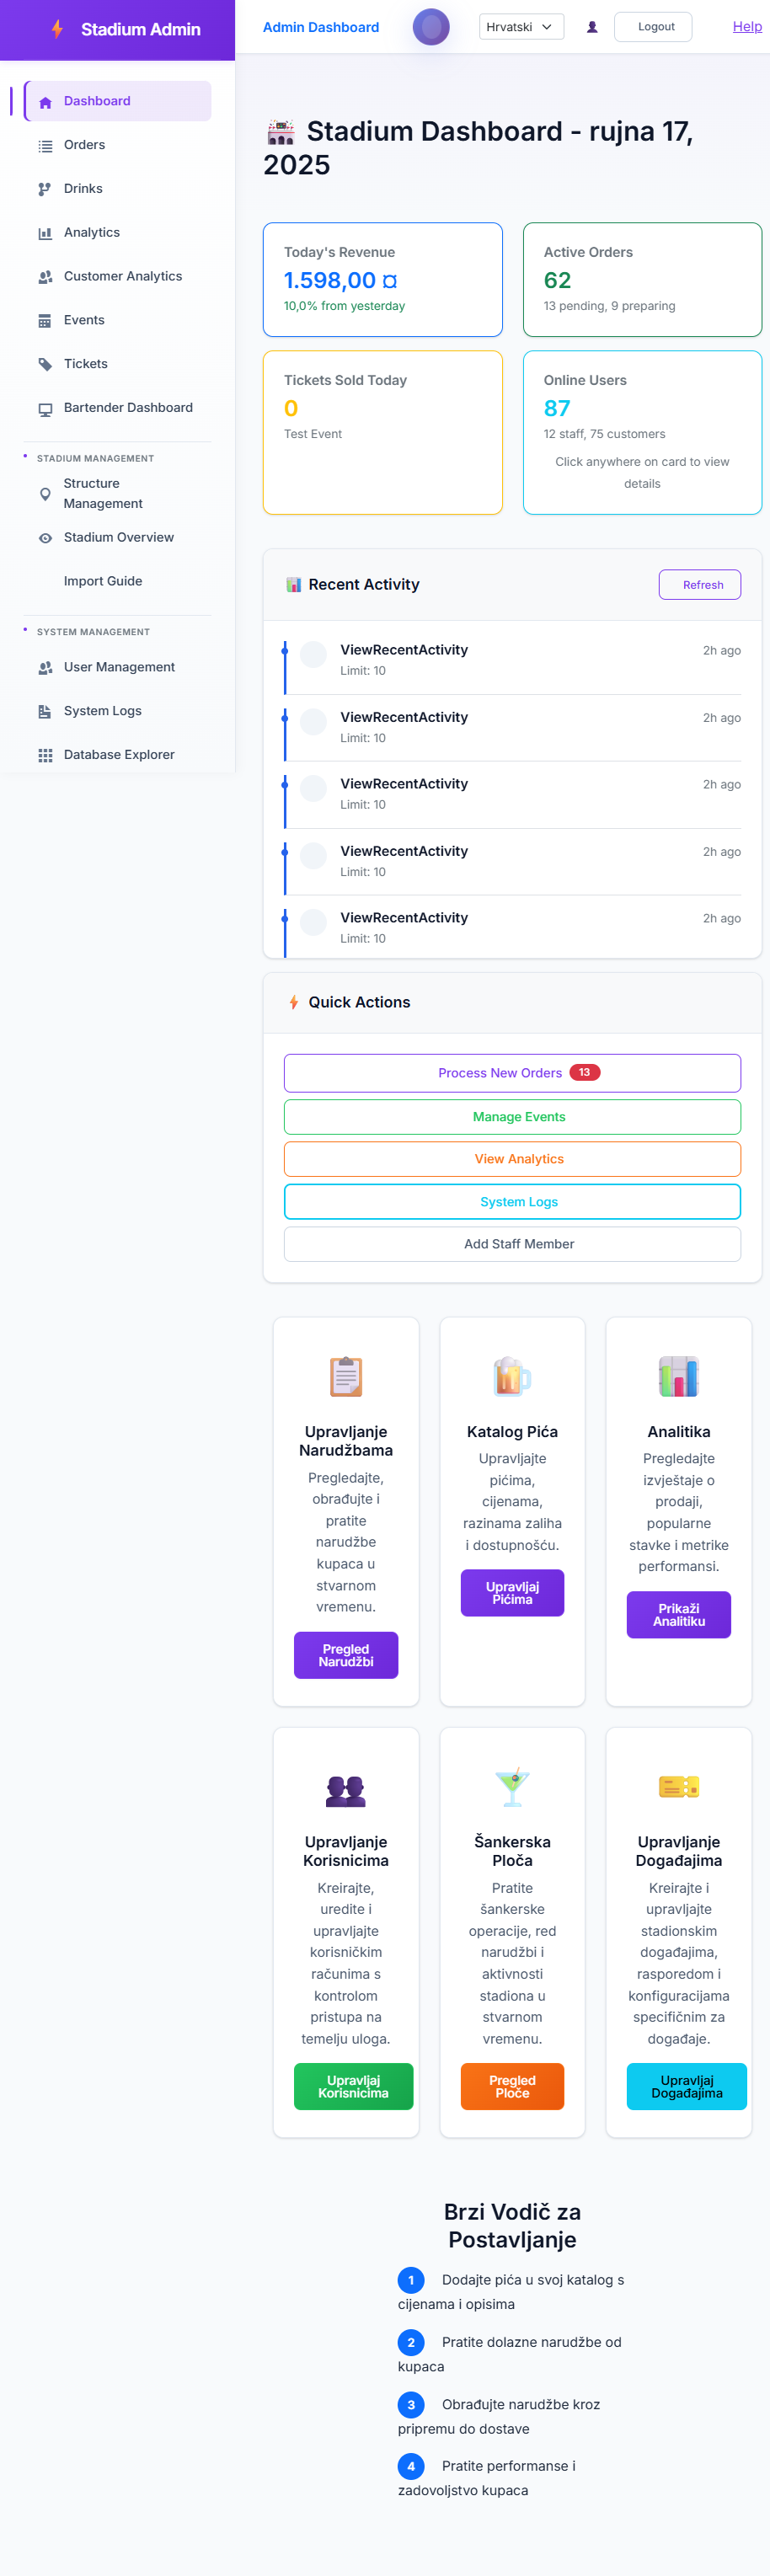 Stadium Admin
Admin Dashboard
Hrvatski
Logout
Help
Dashboard
Orders
Drinks
Analytics
Customer Analytics
Events
Tickets
Bartender Dashboard
STADIUM MANAGEMENT
Structure
Management
Stadium Overview
Import Guide
SYSTEM MANAGEMENT
User Management
System Logs
Database Explorer
Stadium Dashboard - rujna 17,
2025
Today's Revenue
1.598,00 ¤
10,0% from yesterday
Active Orders
62
13 pending, 9 preparing
Tickets Sold Today
0
Test Event
Online Users
87
12 staff, 75 customers
Click anywhere on card to view
details
Recent Activity
Refresh
ViewRecentActivity
2h ago
Limit: 10
ViewRecentActivity
2h ago
Limit: 10
ViewRecentActivity
2h ago
Limit: 10
ViewRecentActivity
2h ago
Limit: 10
ViewRecentActivity
2h ago
Limit: 10
Quick Actions
Process New Orders 13
Manage Events
View Analytics
System Logs
Add Staff Member
Upravljanje
Narudžbama
Pregledajte,
obrađujte i
pratite
narudžbe
kupaca u
stvarnom
vremenu.
Pregled
Narudžbi
Katalog Pića
Upravljajte
pićima,
cijenama,
razinama zaliha
i dostupnošću.
Upravljaj
Pićima
Analitika
Pregledajte
izvještaje o
prodaji,
popularne
stavke i metrike
performansi.
Prikaži
Analitiku
Upravljanje
Korisnicima
Kreirajte,
uredite i
upravljajte
korisničkim
računima s
kontrolom
pristupa na
temelju uloga.
Upravljaj
Korisnicima
Šankerska
Ploča
Pratite
šankerske
operacije, red
narudžbi i
aktivnosti
stadiona u
stvarnom
vremenu.
Pregled
Ploče
Upravljanje
Događajima
Kreirajte i
upravljajte
stadionskim
događajima,
rasporedom i
konfiguracijama
specifičnim za
događaje.
Upravljaj
Događajima
Brzi Vodič za
Postavljanje
1 Dodajte pića u svoj katalog s
cijenama i opisima
2 Pratite dolazne narudžbe od
kupaca
3 Obrađujte narudžbe kroz
pripremu do dostave
4 Pratite performanse i
zadovoljstvo kupaca